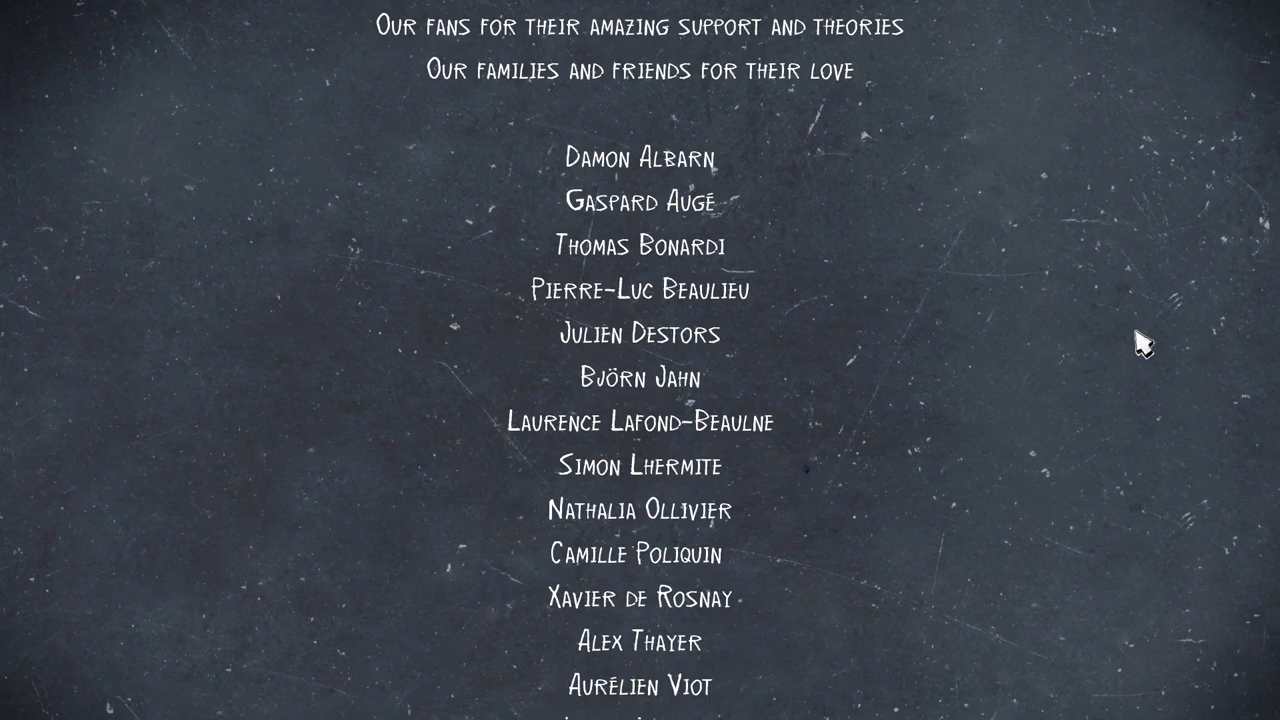 Our fans for their amazing support and theories
Our families and friends for their love
Damon Albarn
Gaspard Augé
Thomas Bonardi
Pierre-Luc Beaulieu
Julien Destors
Björn Jahn
Laurence Lafond-Beaulne
Simon Lhermite
Nathalia Ollivier
Camille Poliquin
Xavier de Rosnay
Alex Thayer
Aurélien Viot